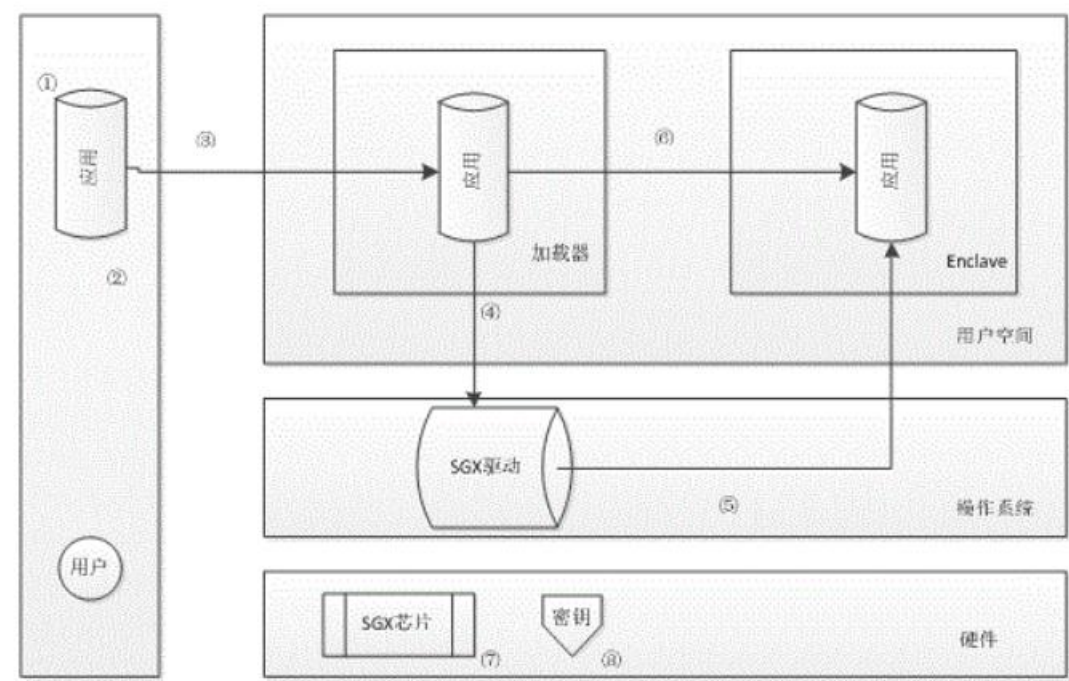 ①
应用
②
③
用户
应用
加载器
④
⑥
应用
Enclave
用户空间
SGX驱动
⑤
操作系统
SGX芯片
⑦
密钥
⑧
硬件